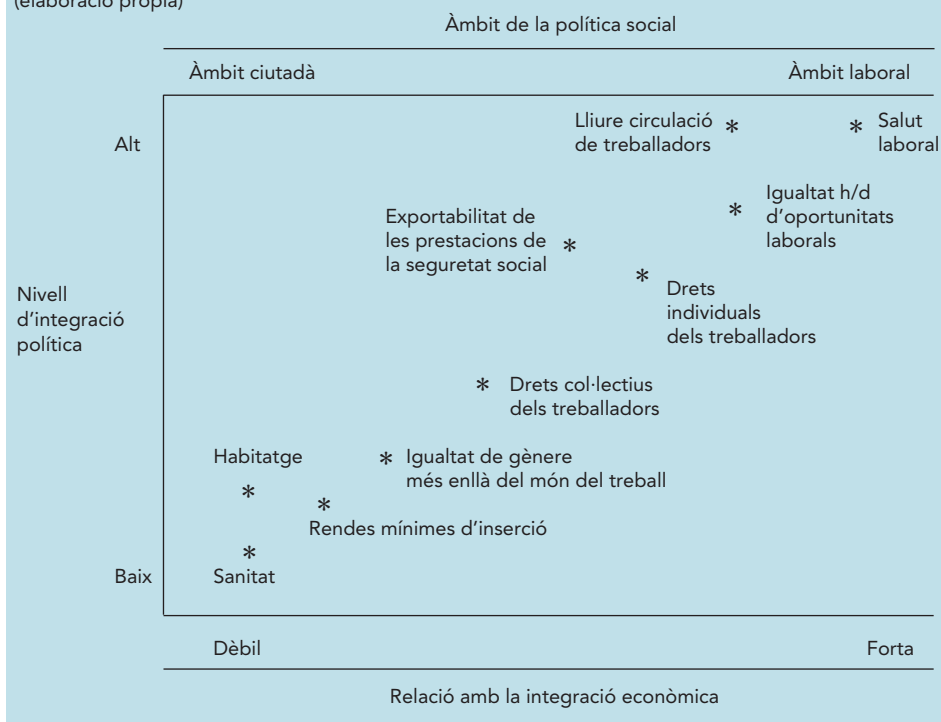 (elaboració pròpia)
Àmbit de la política social
Àmbit ciutadà
Àmbit laboral
Alt
Lliure circulació
de treballadors
*
*
Salut
laboral
Igualtat h/d
d’oportunitats
laborals
*
Exportabilitat de
les prestacions de
la seguretat social
*
*
Drets
individuals
dels treballadors
Nivell
d’integració
política
*
Drets col·lectius
dels treballadors
Habitatge
*
*
Igualtat de gènere
més enllà del món del treball
*
Rendes mínimes d’inserció
*
Baix
Sanitat
Dèbil
Forta
Relació amb la integració econòmica